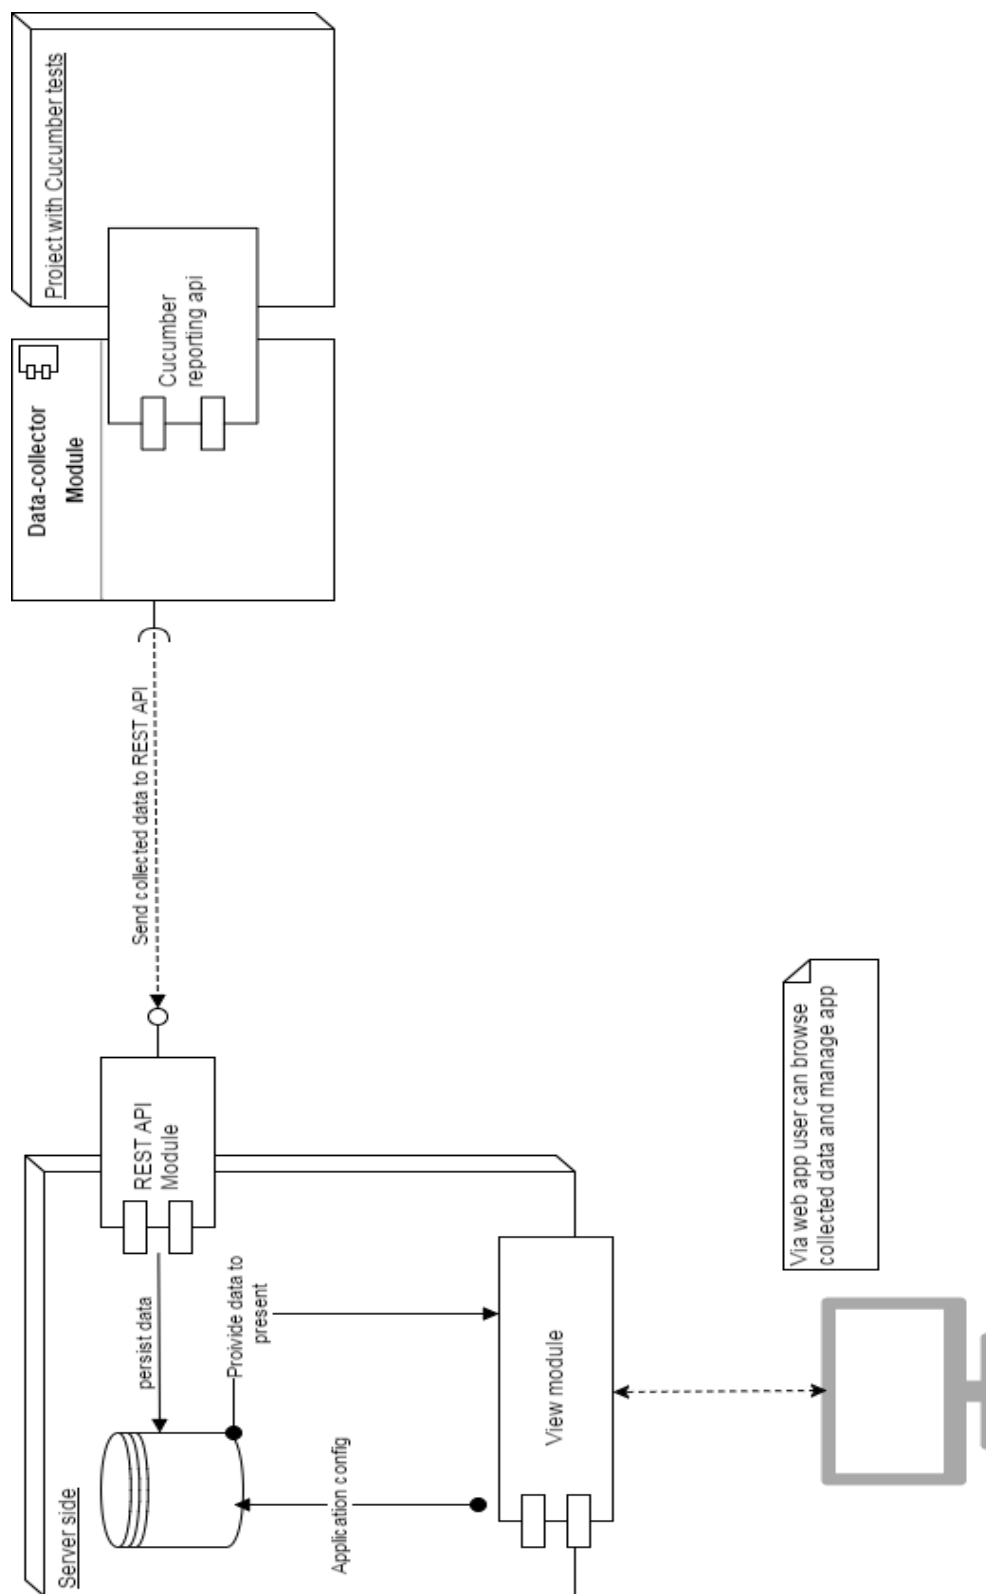 Project with Cucumber tests
Cucumber
reporting api
Data-collector
Module
Send collected data to REST API
REST API
Module
Server side
persist data
Proivide data to
present
Application config
View module
Via web app user can browse
collected data and manage app